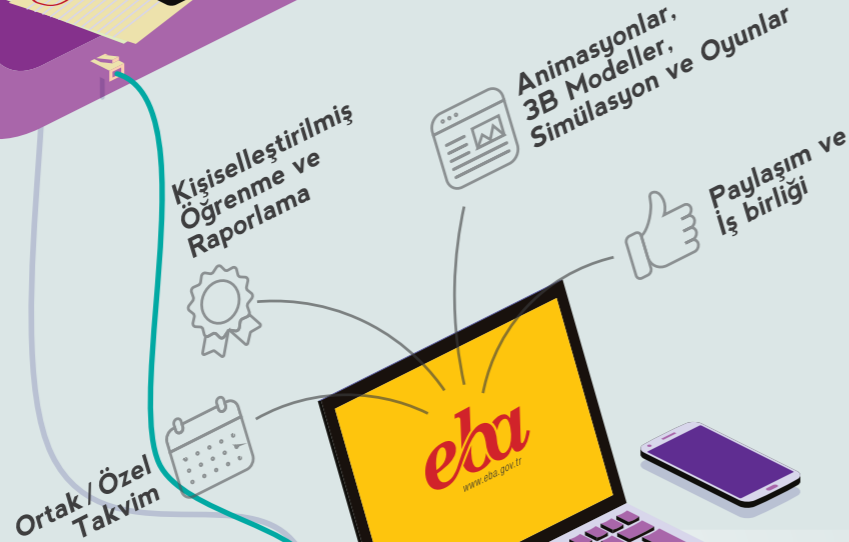 Animasyonlar,
3B Modeller,
Simülasyon ve Oyunlar
Kişiselleştirilmiş
Öğrenme ve
Raporlama
Paylaşım ve
İş birliği
Ortak / Özel
Takvim
eba
www.eba.gov.tr